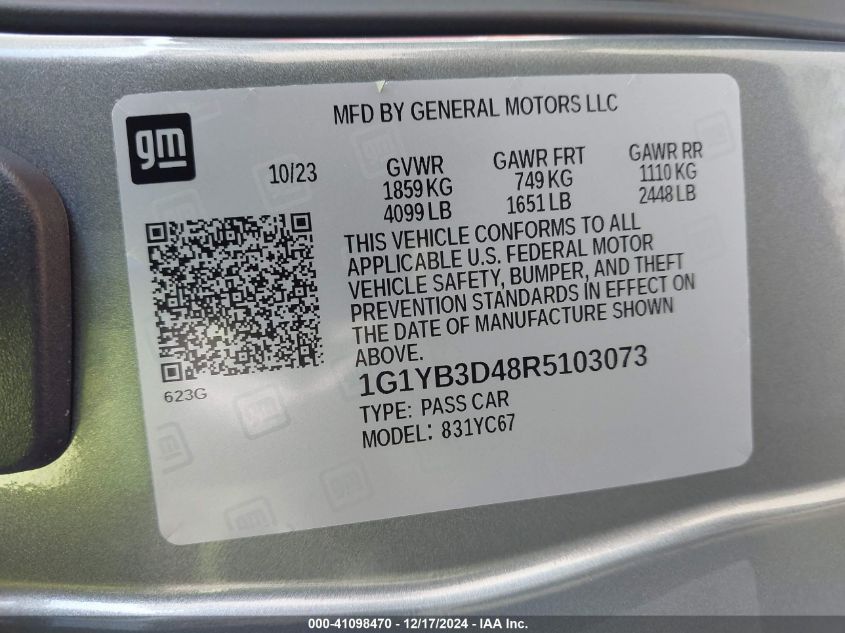 MFD BY GENERAL MOTORS LLC
gm
10/23
GVWR GAWR FRT GAWR RR
1859 KG 749 KG 1110 KG
4099 LB 1651 LB 2448 LB
THIS VEHICLE CONFORMS TO ALL
APPLICABLE U.S. FEDERAL MOTOR
VEHICLE SAFETY, BUMPER, AND THEFT
PREVENTION STANDARDS IN EFFECT ON
THE DATE OF MANUFACTURE SHOWN
ABOVE.
623G
1G1YB3D48R5103073
TYPE: PASS CAR
MODEL: 831YC67
000-41098470 - 12/17/2024 - IAA Inc.